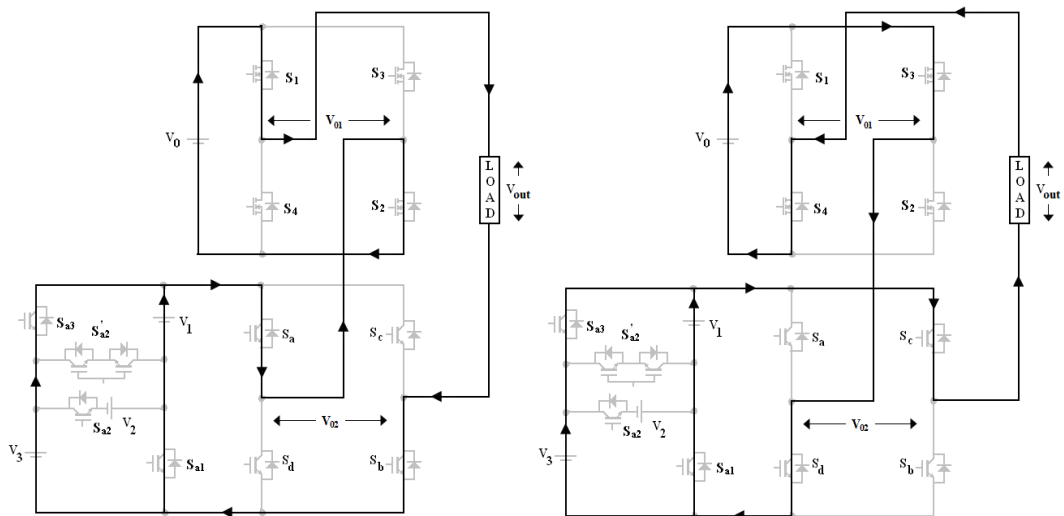 S1
S3
V01
V0
S4
S2
LOAD
Vout
Sa3
S'a2
V1
Sa
Sc
Sa2
V2
V02
V3
Sa1
Sd
Sb
S1
S3
V01
V0
S4
S2
LOAD
Vout
Sa3
S'a2
V1
Sa
Sc
Sa2
V2
V02
V3
Sa1
Sd
Sb